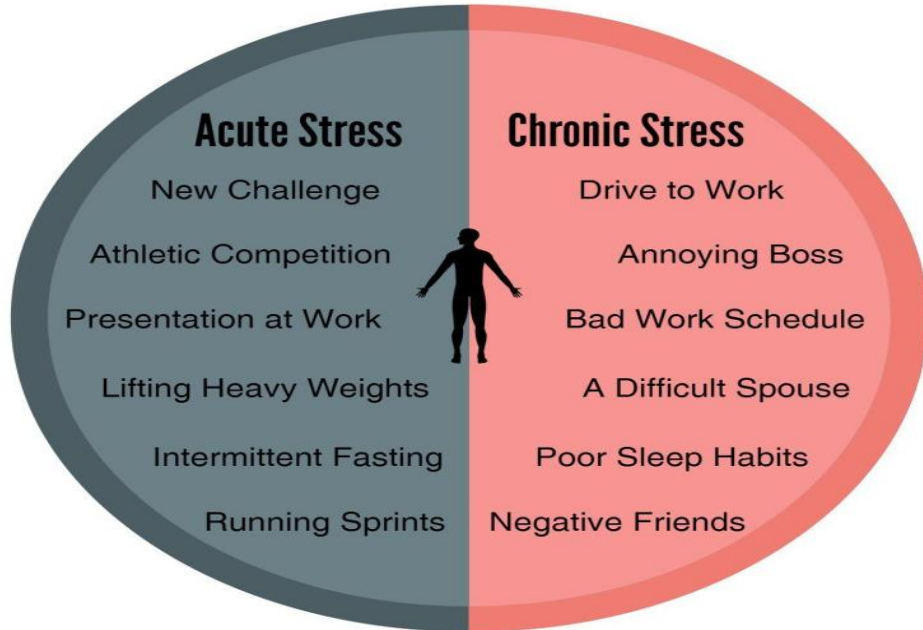 Acute Stress
New Challenge
Athletic Competition
Presentation at Work
Lifting Heavy Weights
Intermittent Fasting
Running Sprints
Chronic Stress
Drive to Work
Annoying Boss
Bad Work Schedule
A Difficult Spouse
Poor Sleep Habits
Negative Friends